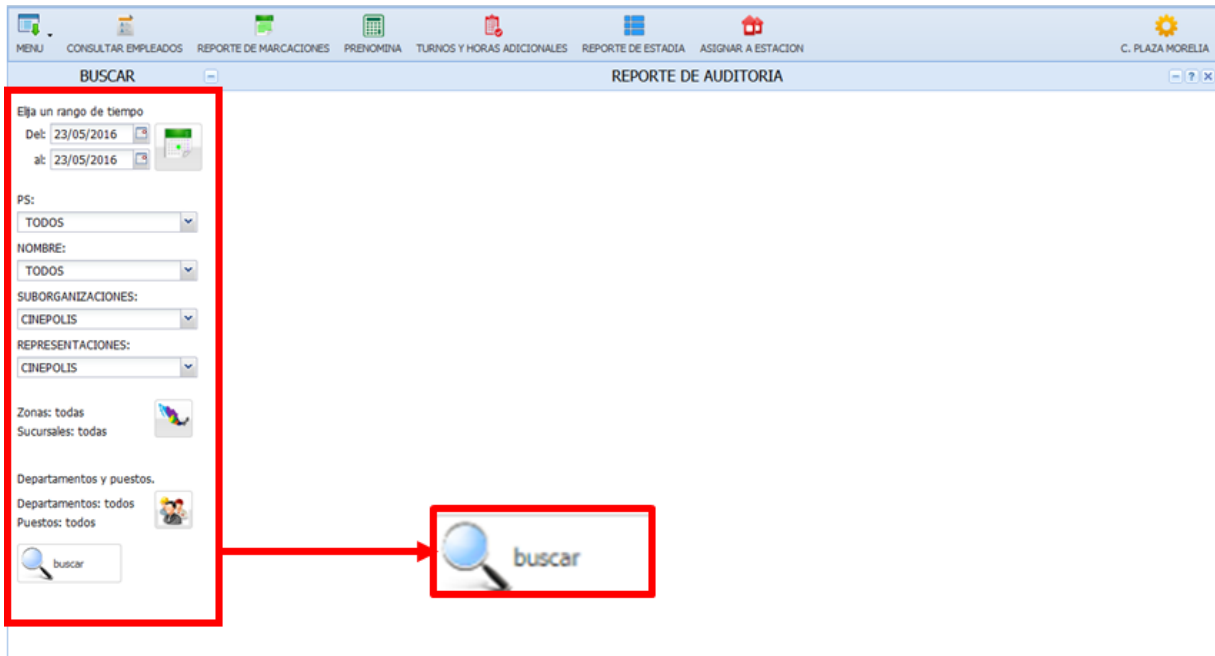 MENU CONSULTAR EMPLEADOS REPORTE DE MARCACIONES PRENOMINA TURNOS Y HORAS ADICIONALES REPORTE DE ESTADIA ASIGNAR A ESTACION C. PLAZA MORELIA
BUSCAR REPORTE DE AUDITORIA
Elija un rango de tiempo
Del: 23/05/2016
al: 23/05/2016
PS:
TODOS
NOMBRE:
TODOS
SUBORGANIZACIONES:
CINEPOLIS
REPRESENTACIONES:
CINEPOLIS
Zonas: todas
Sucursales: todas
Departamentos y puestos.
Departamentos: todos
Puestos: todos
buscar
buscar